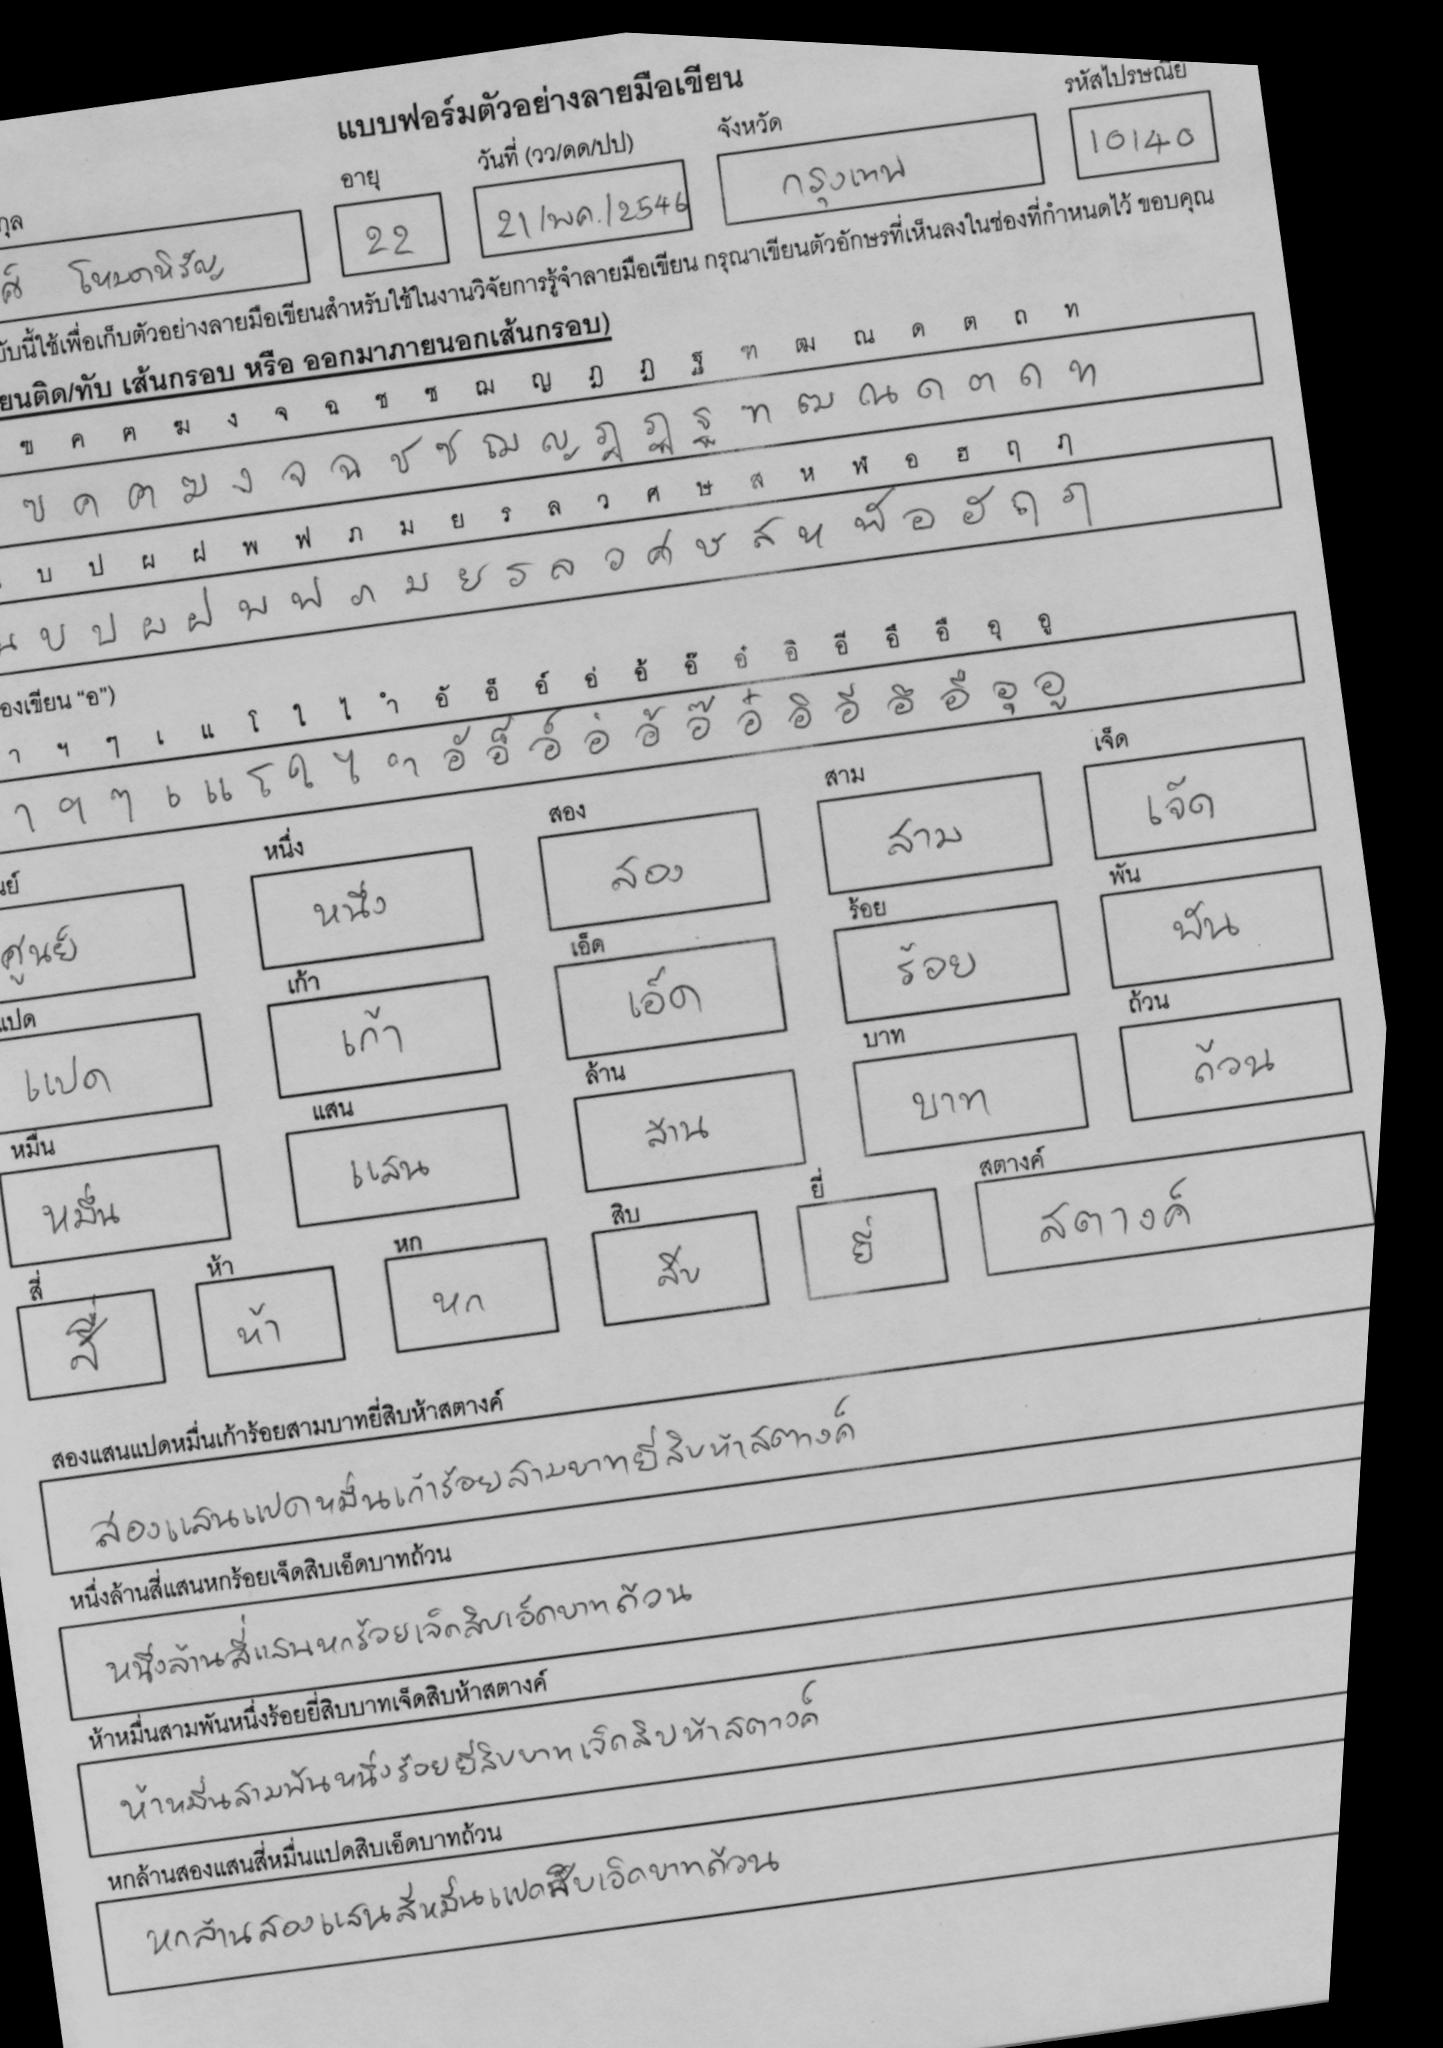 แบบฟอร์มตัวอย่างลายมือเขียน
อายุ วันที่ (วว/ดด/ปป) จังหวัด รหัสไปรษณีย์
22 21/พค./2546 กรุงเทพ 10140
นี้ใช้เพื่อเก็บตัวอย่างลายมือเขียนสำหรับใช้ในงานวิจัยการรู้จำลายมือเขียน กรุณาเขียนตัวอักษรที่เห็นลงในช่องที่กำหนดไว้ ขอบคุณ
ยนติด/ทับ เส้นกรอบ หรือ ออกมาภายนอกเส้นกรอบ)
ฃ ค ฅ ฆ ง จ ฉ ช ซ ฌ ญ ฎ ฏ ฐ ฑ ฒ ณ ด ต ถ ท
ฃ ค ฅ ฆ ง จ ฉ ช ซ ฌ ญ ฎ ฏ ฐ ฑ ฒ ณ ด ต ถ ท
บ ป ผ ฝ พ ฟ ภ ม ย ร ล ว ศ ษ ส ห ฬ อ ฮ ฤ ฦ
น บ ป ผ ฝ พ ฟ ภ ม ย ร ล ว ศ ษ ส ห ฬ อ ฮ ฤ ฦ
องเขียน “อ”)
า ฯ ๆ เ แ โ ใ ไ ำ อั อ็ อ์ อ่ อ้ อ๊ อ๋ อิ อี อึ อื อุ อู
า ฯ ๆ เ แ โ ใ ไ ำ อั อ็ อ์ อ่ อ้ อ๊ อ๋ อิ อี อึ อื อุ อู
นย์ หนึ่ง สอง สาม เจ็ด
ศูนย์ หนึ่ง สอง สาม เจ็ด
แปด เก้า เอ็ด ร้อย พัน
แปด เก้า เอ็ด ร้อย พัน
หมื่น แสน ล้าน บาท ถ้วน
หมื่น แสน ล้าน บาท ถ้วน
สี่ ห้า หก สิบ ยี่ สตางค์
สี่ ห้า หก สิบ ยี่ สตางค์
สองแสนแปดหมื่นเก้าร้อยสามบาทยี่สิบห้าสตางค์
สองแสนแปดหมื่นเก้าร้อยสามบาทยี่สิบห้าสตางค์
หนึ่งล้านสี่แสนหกร้อยเจ็ดสิบเอ็ดบาทถ้วน
หนึ่งล้านสี่แสนหกร้อยเจ็ดสิบเอ็ดบาทถ้วน
ห้าหมื่นสามพันหนึ่งร้อยยี่สิบบาทเจ็ดสิบห้าสตางค์
ห้าหมื่นสามพันหนึ่งร้อยยี่สิบบาทเจ็ดสิบห้าสตางค์
หกล้านสองแสนสี่หมื่นแปดสิบเอ็ดบาทถ้วน
หกล้านสองแสนสี่หมื่นแปดสิบเอ็ดบาทถ้วน